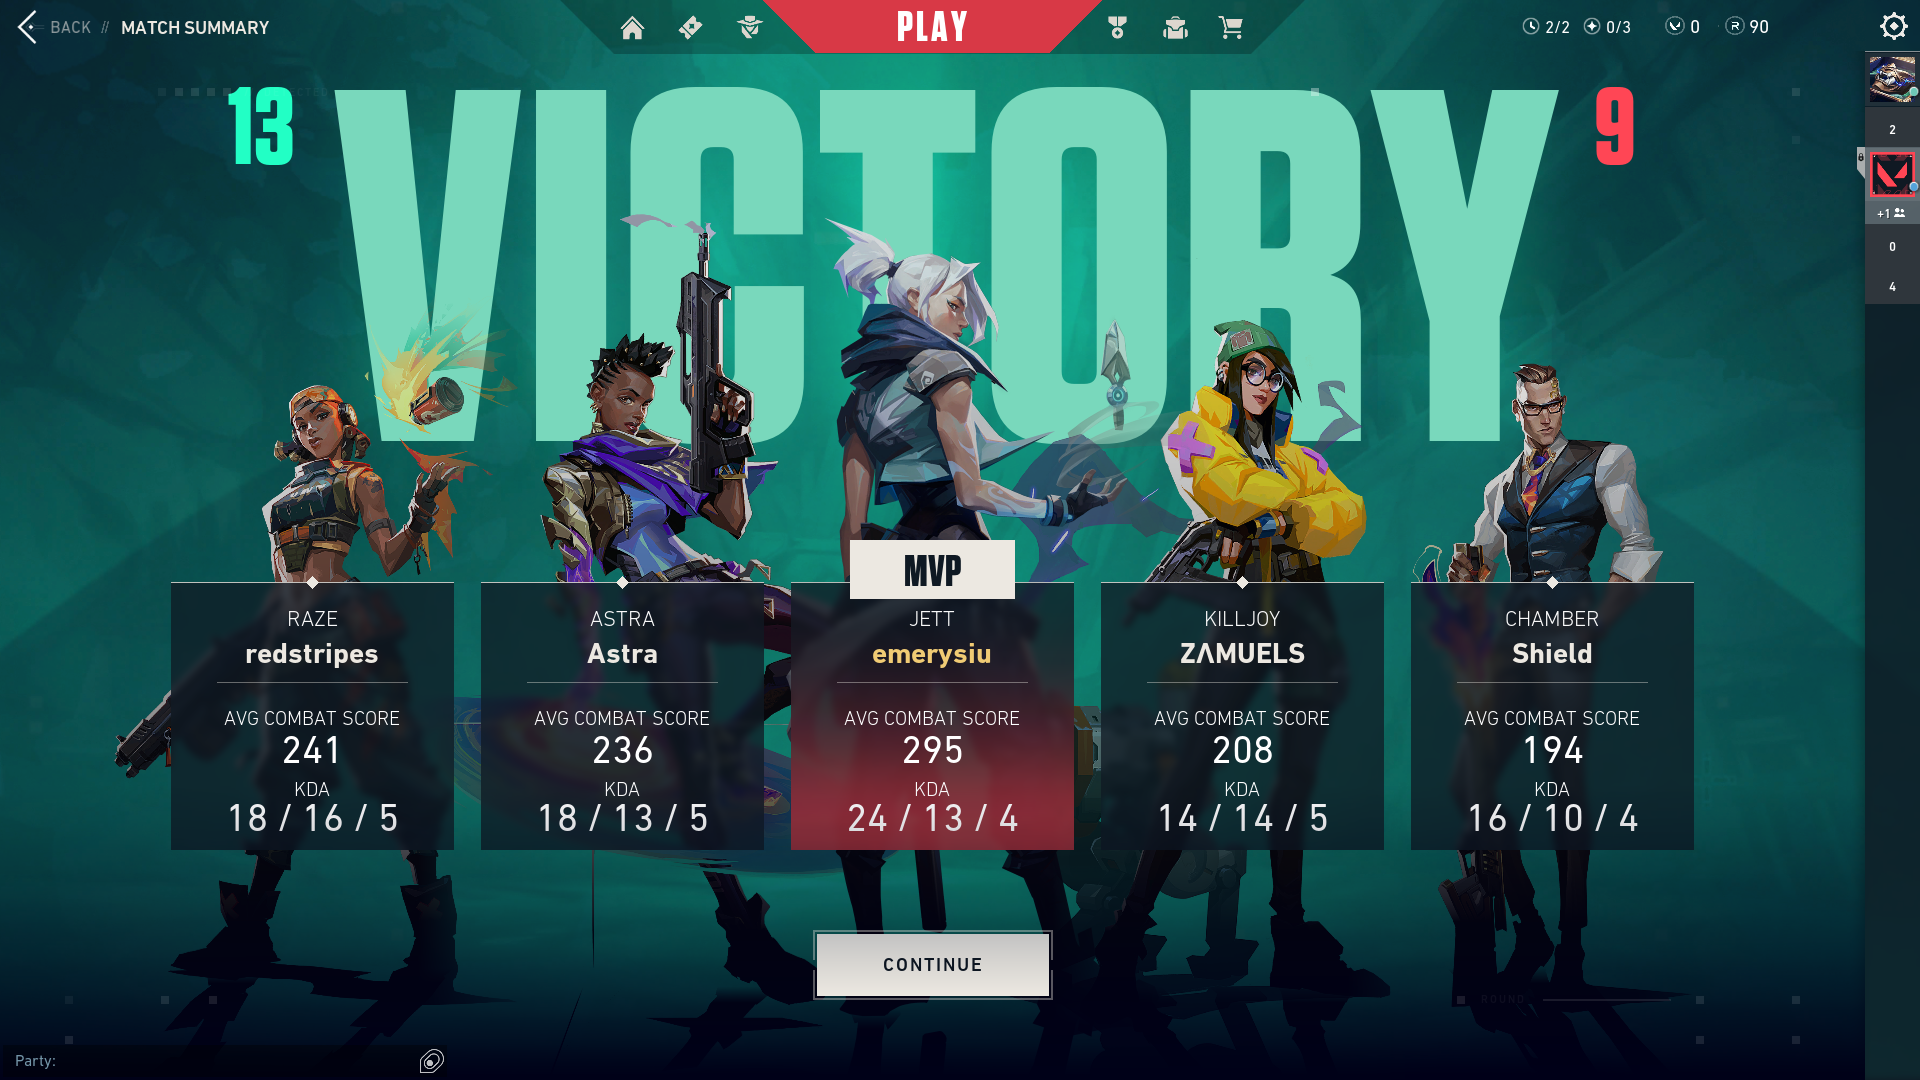 BACK // MATCH SUMMARY
PLAY
2/2 0/3 0 90
13
VICTORY
9
2
+1
0
4
MVP
RAZE
redstripes
AVG COMBAT SCORE
241
KDA
18 / 16 / 5
ASTRA
Astra
AVG COMBAT SCORE
236
KDA
18 / 13 / 5
JETT
emerysiu
AVG COMBAT SCORE
295
KDA
24 / 13 / 4
KILLJOY
ZΛMUELS
AVG COMBAT SCORE
208
KDA
14 / 14 / 5
CHAMBER
Shield
AVG COMBAT SCORE
194
KDA
16 / 10 / 4
CONTINUE
ROUND
Party: